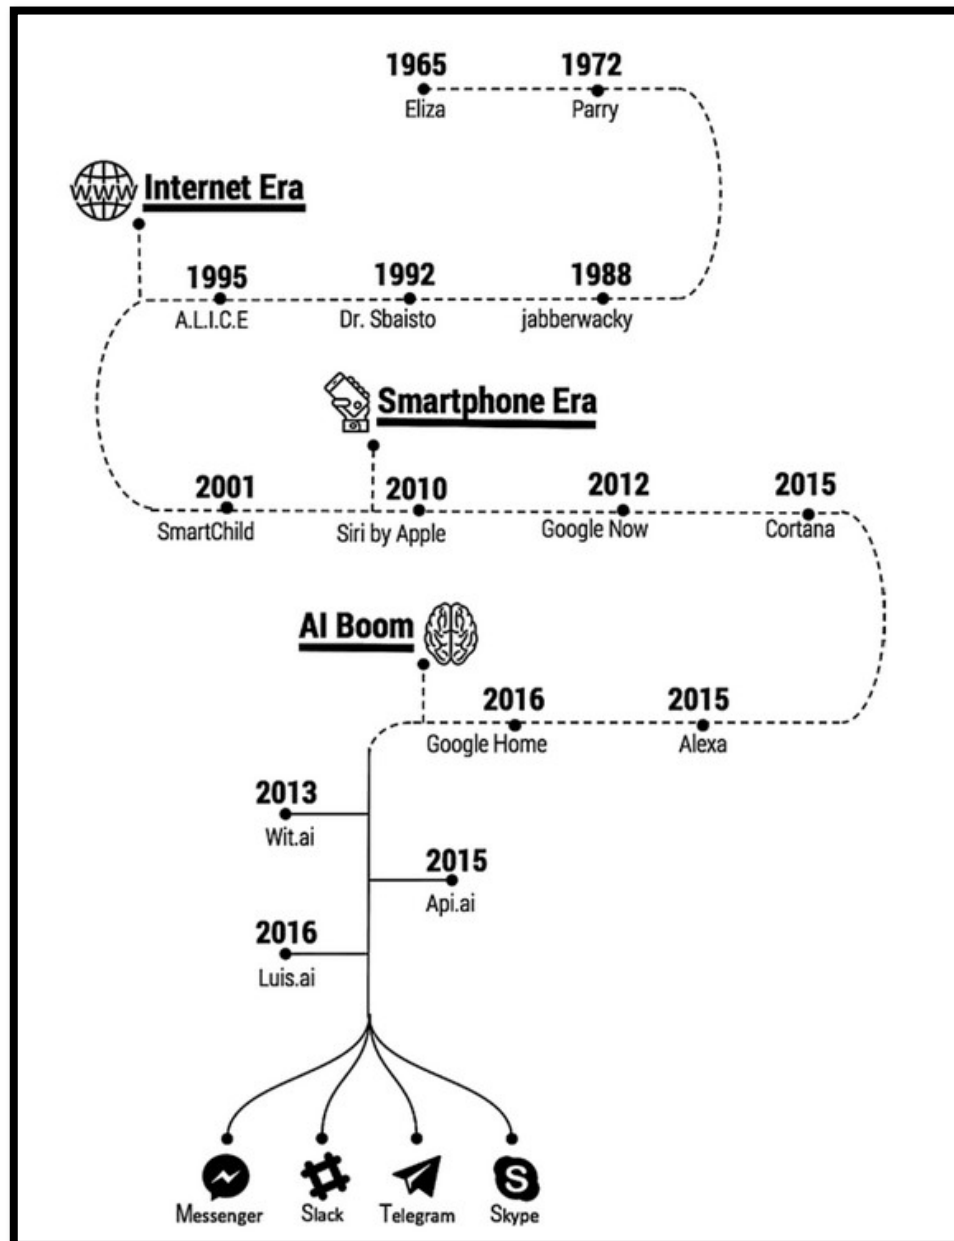 1965
Eliza
1972
Parry
WWW
Internet Era
1995
A.L.I.C.E
1992
Dr. Sbaisto
1988
jabberwacky
Smartphone Era
2001
SmartChild
2010
Siri by Apple
2012
Google Now
2015
Cortana
AI Boom
2016
Google Home
2015
Alexa
2013
Wit.ai
2015
Api.ai
2016
Luis.ai
S
Messenger
Slack
Telegram
Skype